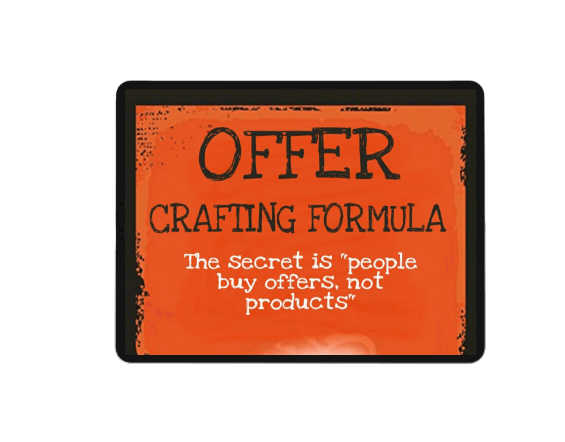 OFFER
CRAFTING FORMULA
The secret is "people
buy offers, not
products"